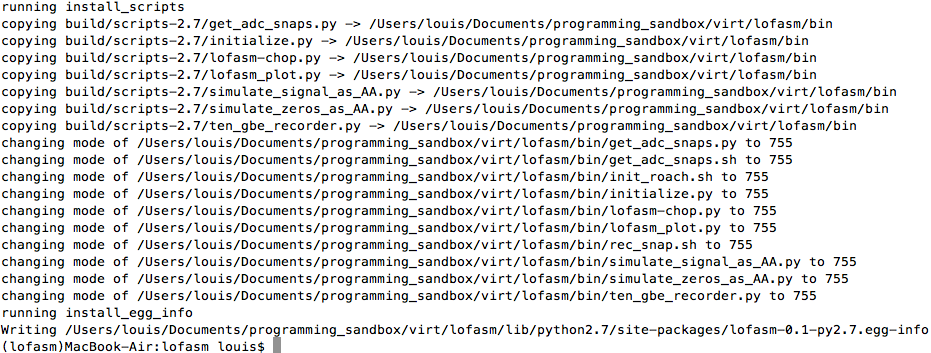 running install_scripts
copying build/scripts-2.7/get_adc_snaps.py -> /Users/louis/Documents/programming_sandbox/virt/lofasm/bin
copying build/scripts-2.7/initialize.py -> /Users/louis/Documents/programming_sandbox/virt/lofasm/bin
copying build/scripts-2.7/lofasm-chop.py -> /Users/louis/Documents/programming_sandbox/virt/lofasm/bin
copying build/scripts-2.7/lofasm_plot.py -> /Users/louis/Documents/programming_sandbox/virt/lofasm/bin
copying build/scripts-2.7/simulate_signal_as_AA.py -> /Users/louis/Documents/programming_sandbox/virt/lofasm/bin
copying build/scripts-2.7/simulate_zeros_as_AA.py -> /Users/louis/Documents/programming_sandbox/virt/lofasm/bin
copying build/scripts-2.7/ten_gbe_recorder.py -> /Users/louis/Documents/programming_sandbox/virt/lofasm/bin
changing mode of /Users/louis/Documents/programming_sandbox/virt/lofasm/bin/get_adc_snaps.py to 755
changing mode of /Users/louis/Documents/programming_sandbox/virt/lofasm/bin/get_adc_snaps.sh to 755
changing mode of /Users/louis/Documents/programming_sandbox/virt/lofasm/bin/init_roach.sh to 755
changing mode of /Users/louis/Documents/programming_sandbox/virt/lofasm/bin/initialize.py to 755
changing mode of /Users/louis/Documents/programming_sandbox/virt/lofasm/bin/lofasm-chop.py to 755
changing mode of /Users/louis/Documents/programming_sandbox/virt/lofasm/bin/lofasm_plot.py to 755
changing mode of /Users/louis/Documents/programming_sandbox/virt/lofasm/bin/rec_snap.sh to 755
changing mode of /Users/louis/Documents/programming_sandbox/virt/lofasm/bin/simulate_signal_as_AA.py to 755
changing mode of /Users/louis/Documents/programming_sandbox/virt/lofasm/bin/simulate_zeros_as_AA.py to 755
changing mode of /Users/louis/Documents/programming_sandbox/virt/lofasm/bin/ten_gbe_recorder.py to 755
running install_egg_info
Writing /Users/louis/Documents/programming_sandbox/virt/lofasm/lib/python2.7/site-packages/lofasm-0.1-py2.7.egg-info
(lofasm)MacBook-Air:lofasm louis$